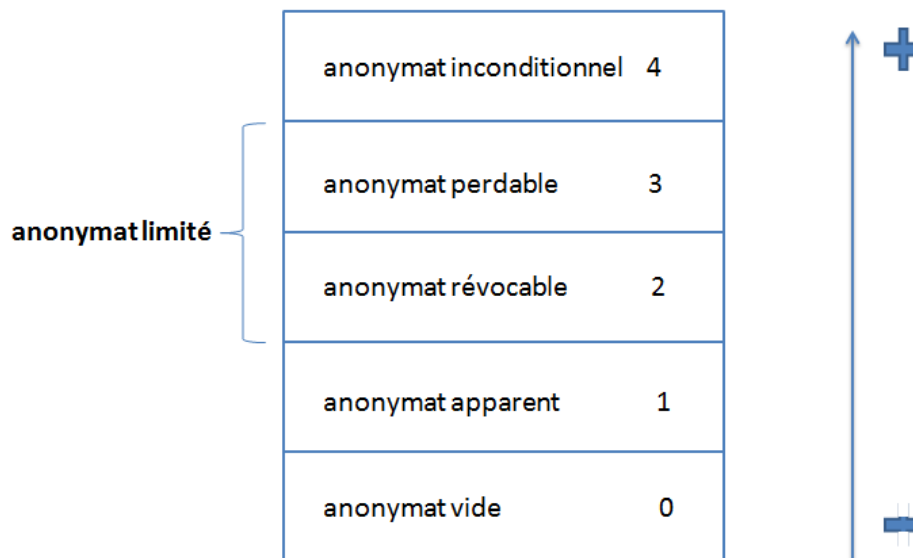 anonymat inconditionnel 4
anonymat perdable 3
anonymat limité
anonymat révocable 2
anonymat apparent 1
anonymat vide 0